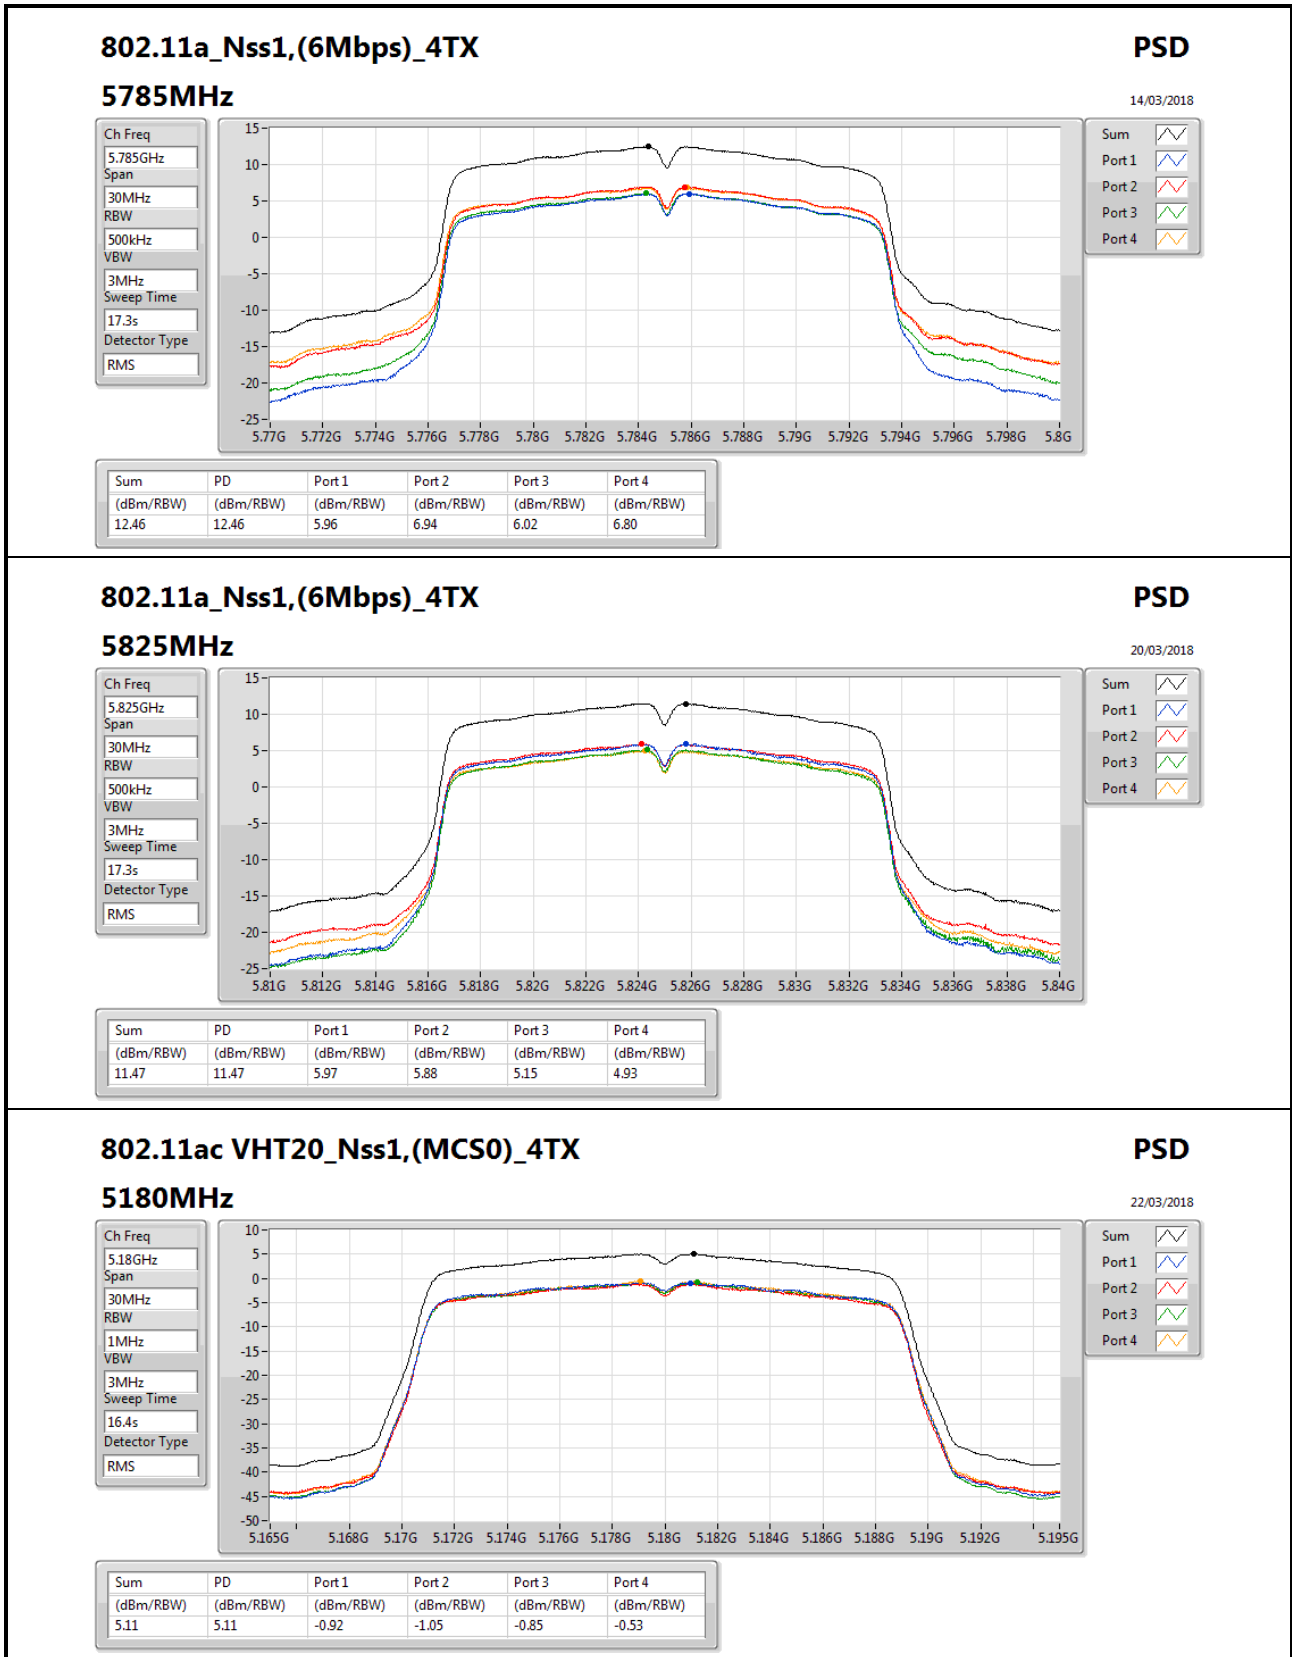 802.11a_Nss1,(6Mbps)_4TX PSD
5785MHz 14/03/2018
Ch Freq
5.785GHz
Span
30MHz
RBW
500kHz
VBW
3MHz
Sweep Time
17.3s
Detector Type
RMS
15
10
5
0
-5
-10
-15
-20
-25
5.77G 5.772G 5.774G 5.776G 5.778G 5.78G 5.782G 5.784G 5.786G 5.788G 5.79G 5.792G 5.794G 5.796G 5.798G 5.8G
Sum
Port 1
Port 2
Port 3
Port 4
Sum PD Port 1 Port 2 Port 3 Port 4
(dBm/RBW) (dBm/RBW) (dBm/RBW) (dBm/RBW) (dBm/RBW) (dBm/RBW)
12.46 12.46 5.96 6.94 6.02 6.80
802.11a_Nss1,(6Mbps)_4TX PSD
5825MHz 20/03/2018
Ch Freq
5.825GHz
Span
30MHz
RBW
500kHz
VBW
3MHz
Sweep Time
17.3s
Detector Type
RMS
15
10
5
0
-5
-10
-15
-20
-25
5.81G 5.812G 5.814G 5.816G 5.818G 5.82G 5.822G 5.824G 5.826G 5.828G 5.83G 5.832G 5.834G 5.836G 5.838G 5.84G
Sum
Port 1
Port 2
Port 3
Port 4
Sum PD Port 1 Port 2 Port 3 Port 4
(dBm/RBW) (dBm/RBW) (dBm/RBW) (dBm/RBW) (dBm/RBW) (dBm/RBW)
11.47 11.47 5.97 5.88 5.15 4.93
802.11ac VHT20_Nss1,(MCS0)_4TX PSD
5180MHz 22/03/2018
Ch Freq
5.18GHz
Span
30MHz
RBW
1MHz
VBW
3MHz
Sweep Time
16.4s
Detector Type
RMS
10
5
0
-5
-10
-15
-20
-25
-30
-35
-40
-45
-50
5.165G 5.168G 5.17G 5.172G 5.174G 5.176G 5.178G 5.18G 5.182G 5.184G 5.186G 5.188G 5.19G 5.192G 5.195G
Sum
Port 1
Port 2
Port 3
Port 4
Sum PD Port 1 Port 2 Port 3 Port 4
(dBm/RBW) (dBm/RBW) (dBm/RBW) (dBm/RBW) (dBm/RBW) (dBm/RBW)
5.11 5.11 -0.92 -1.05 -0.85 -0.53